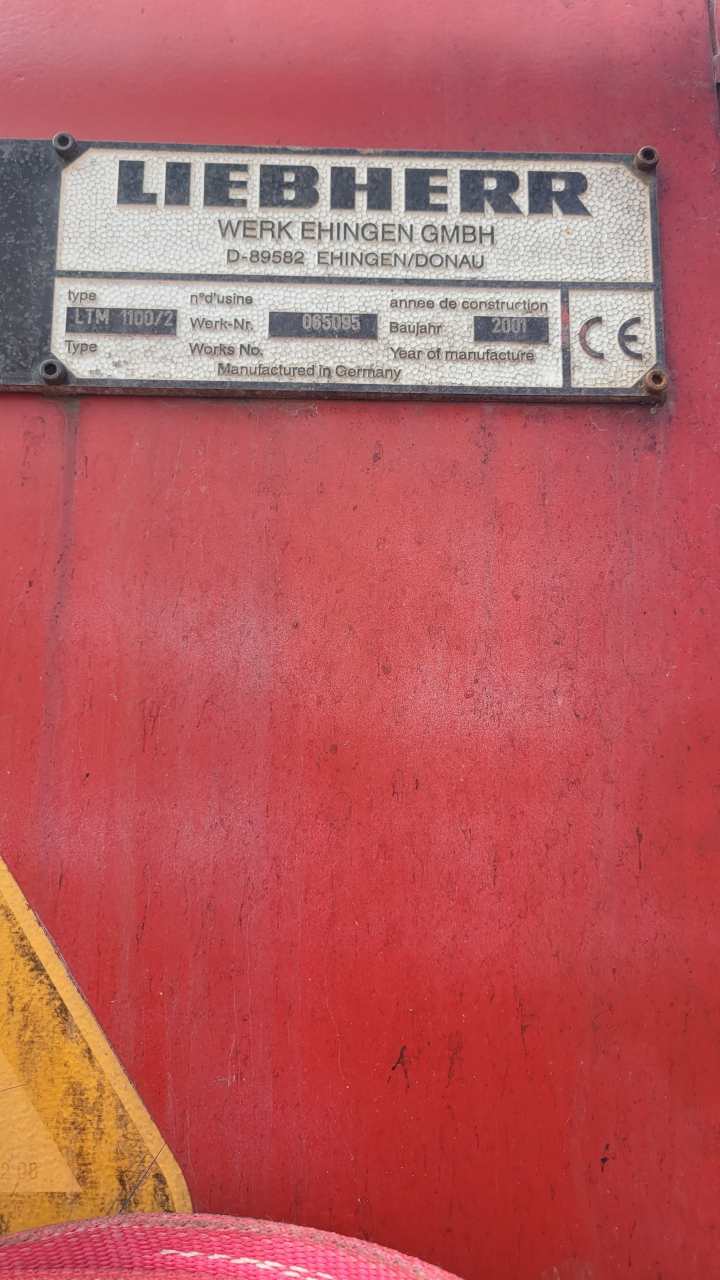 LIEBHERR
WERK EHINGEN GMBH
D-89582 EHINGEN/DONAU
type n°d'usine annee de construction
LTM 1100/2 Werk-Nr. 065095 Baujahr 2001 CE
Type Works No. Year of manufacture
Manufactured in Germany